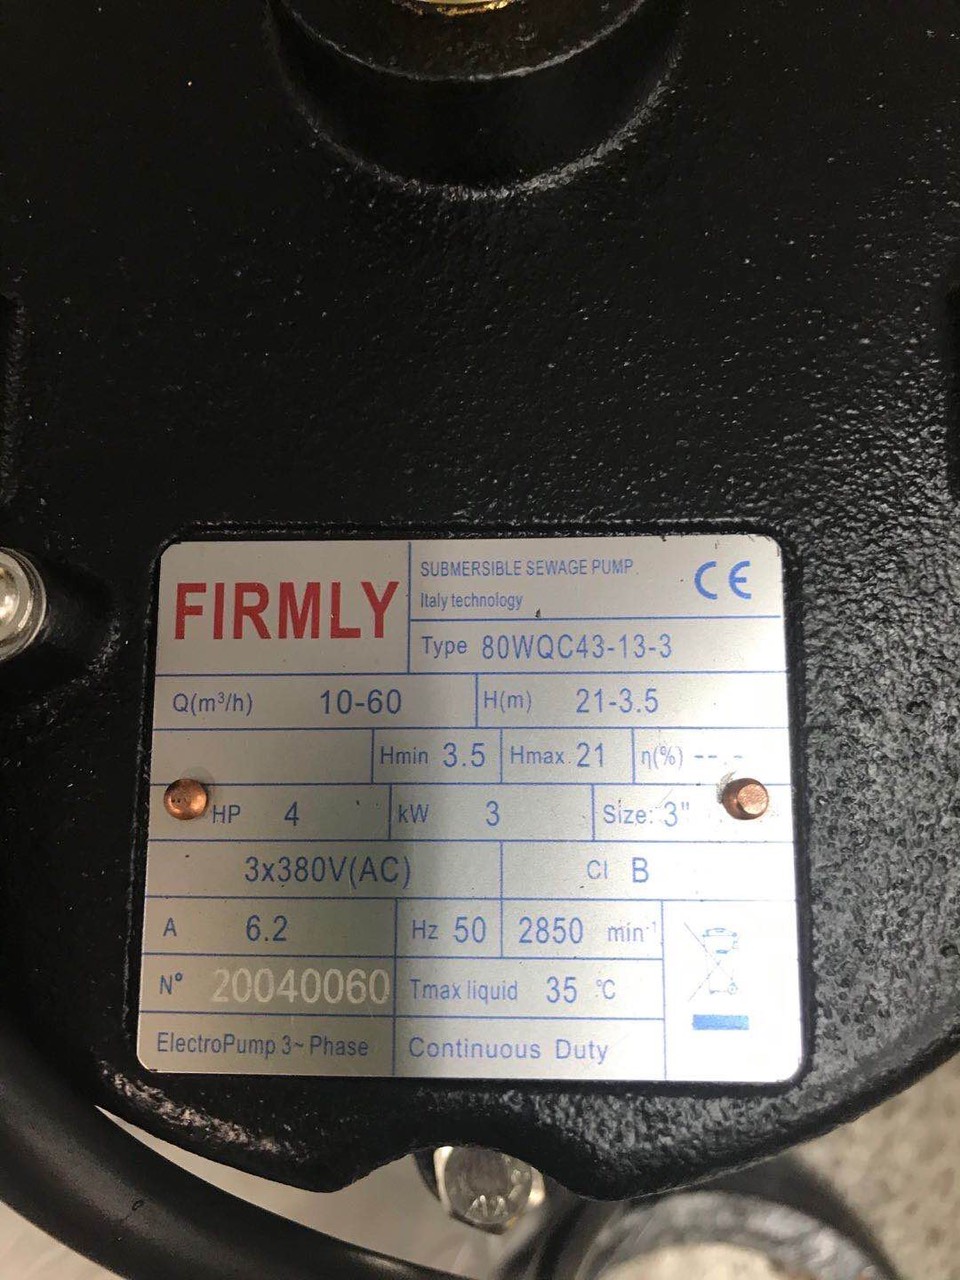 FIRMLY
SUBMERSIBLE SEWAGE PUMP
Italy technology
CE
Type 80WQC43-13-3
Q(m³/h) 10-60 H(m) 21-3.5
Hmin 3.5 Hmax 21 η(%) --.-
HP 4 kW 3 Size: 3"
3x380V(AC) Cl B
A 6.2 Hz 50 2850 min⁻¹
N° 20040060 Tmax liquid 35 ℃
ElectroPump 3~ Phase Continuous Duty